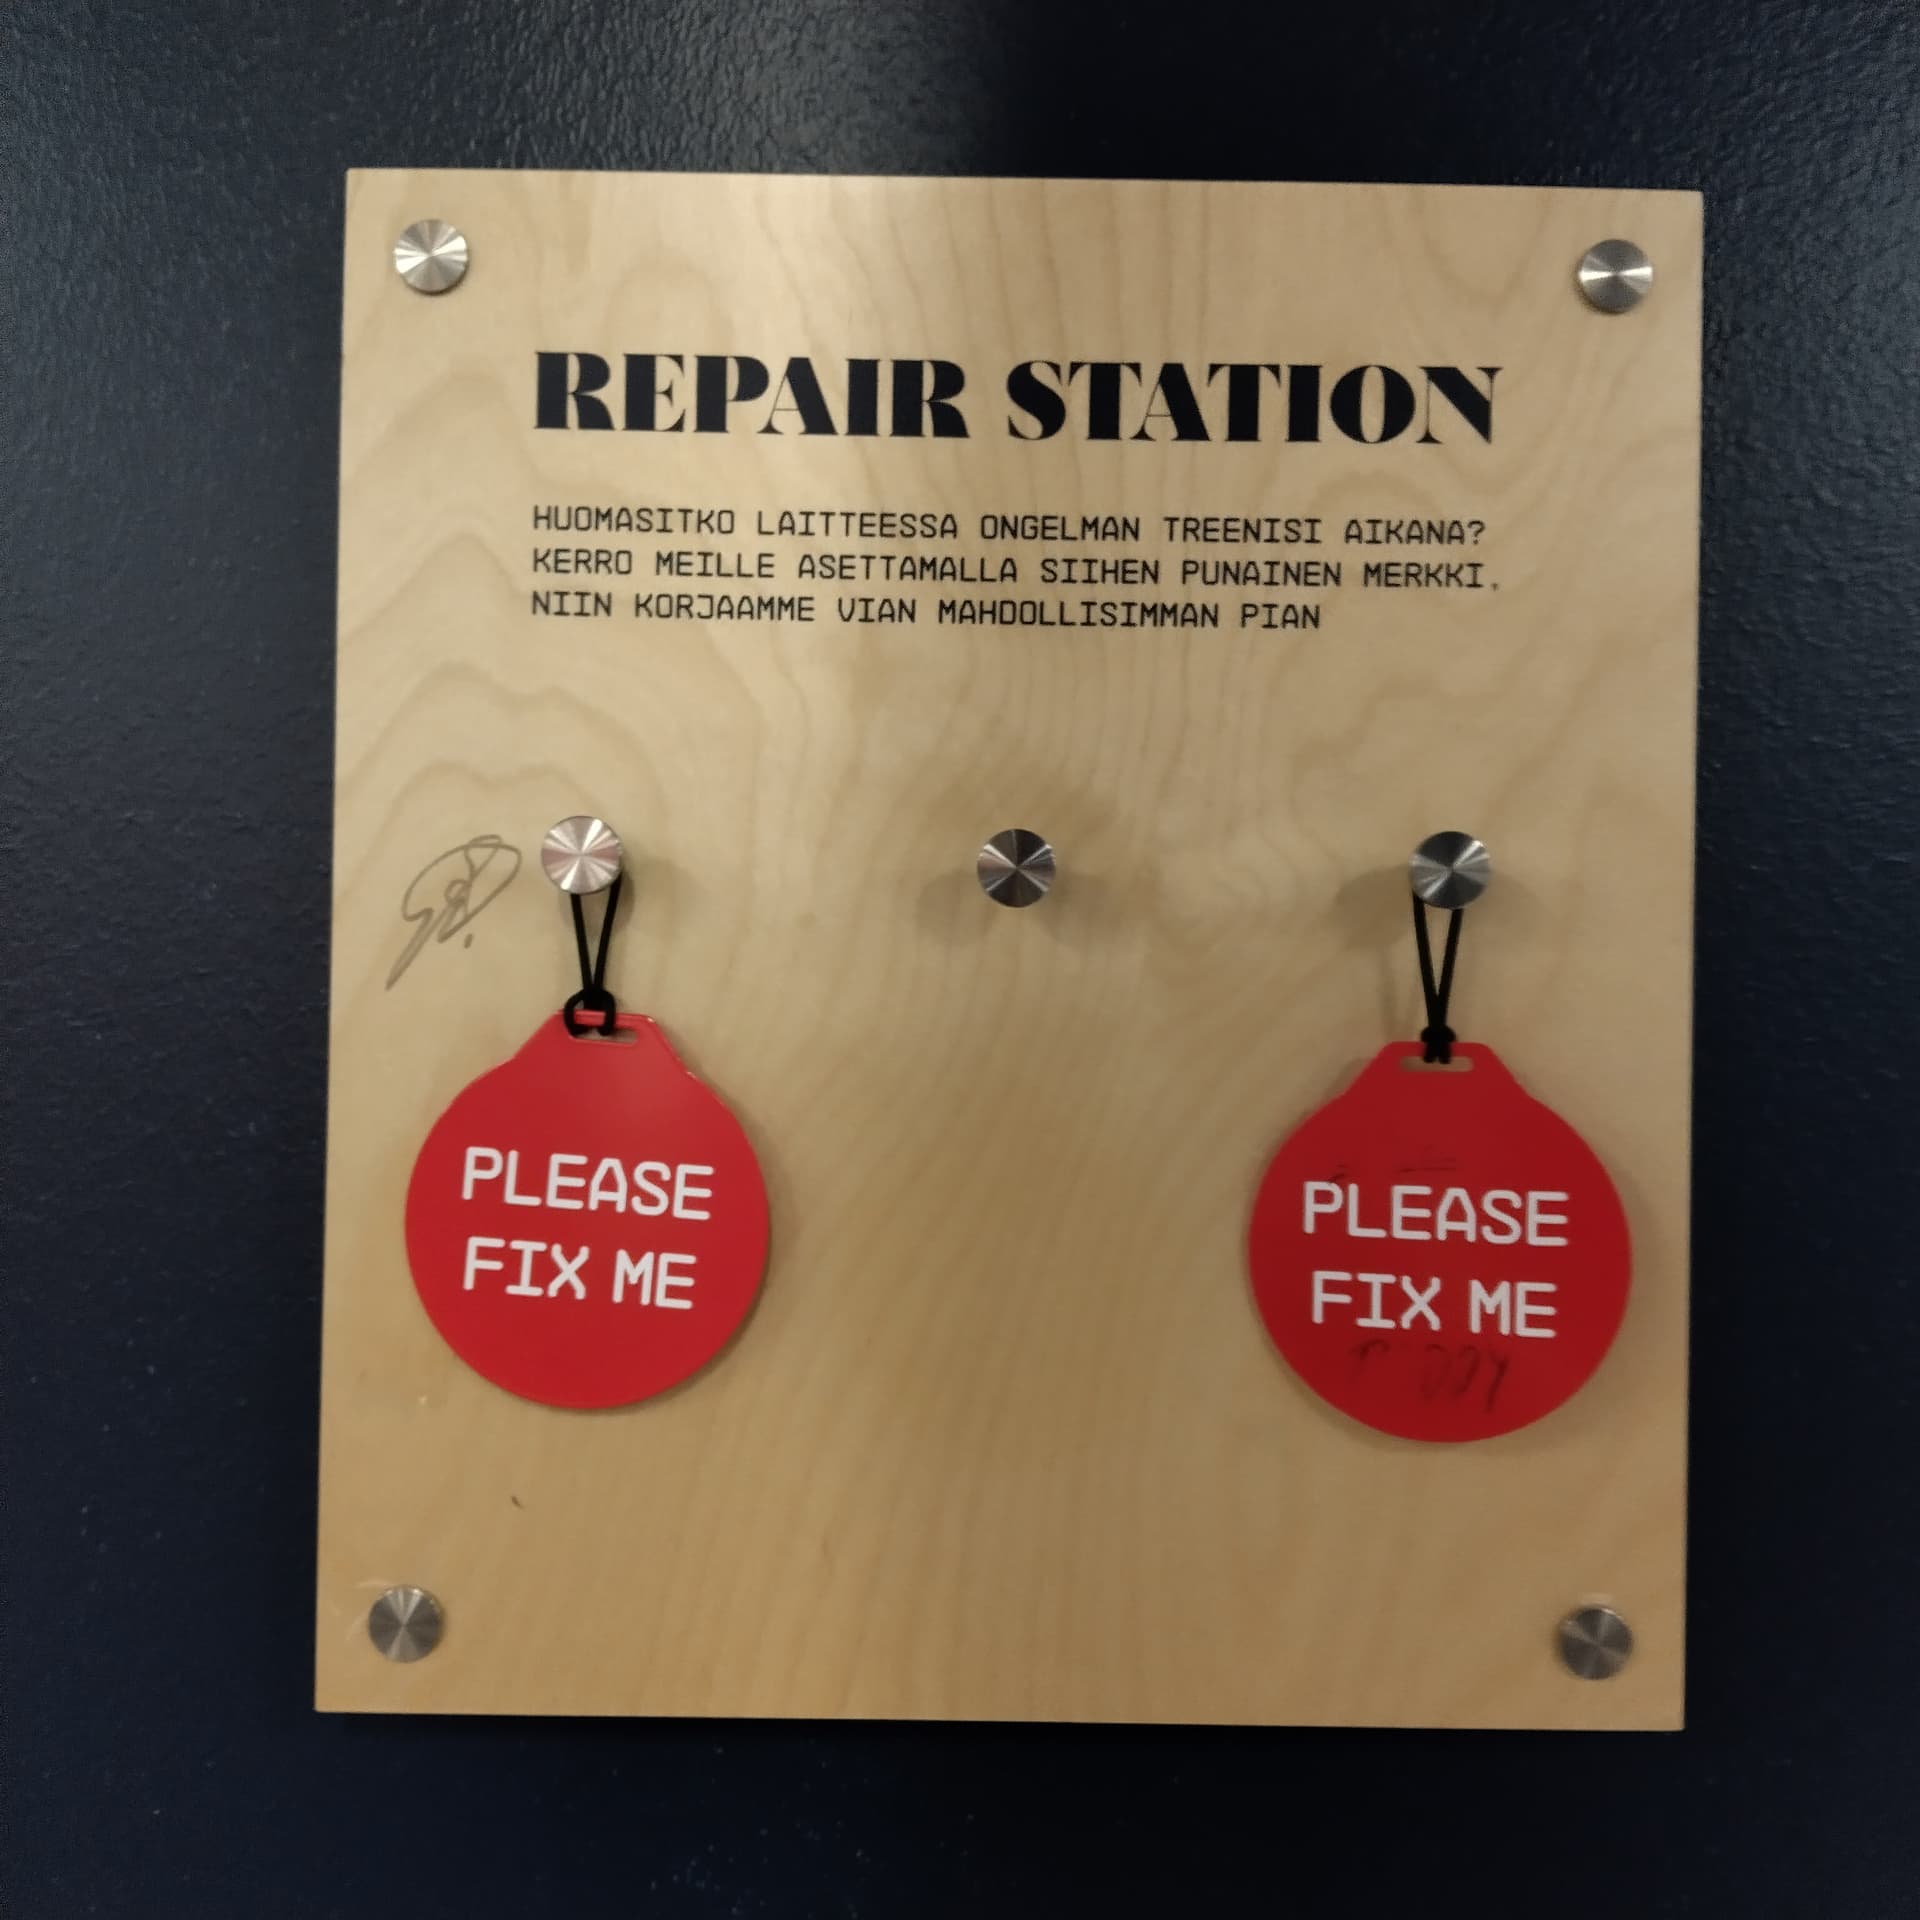 REPAIR STATION
HUOMASITKO LAITTEESSA ONGELMAN TREENISI AIKANA?
KERRO MEILLE ASETTAMALLA SIIHEN PUNAINEN MERKKI,
NIIN KORJAAMME VIAN MAHDOLLISIMMAN PIAN
PLEASE
FIX ME
PLEASE
FIX ME